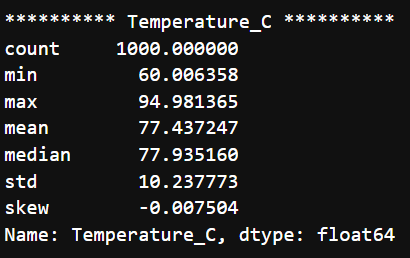 ********** Temperature_C **********
count     1000.000000
min         60.006358
max         94.981365
mean        77.437247
median      77.935160
std         10.237773
skew        -0.007504
Name: Temperature_C, dtype: float64